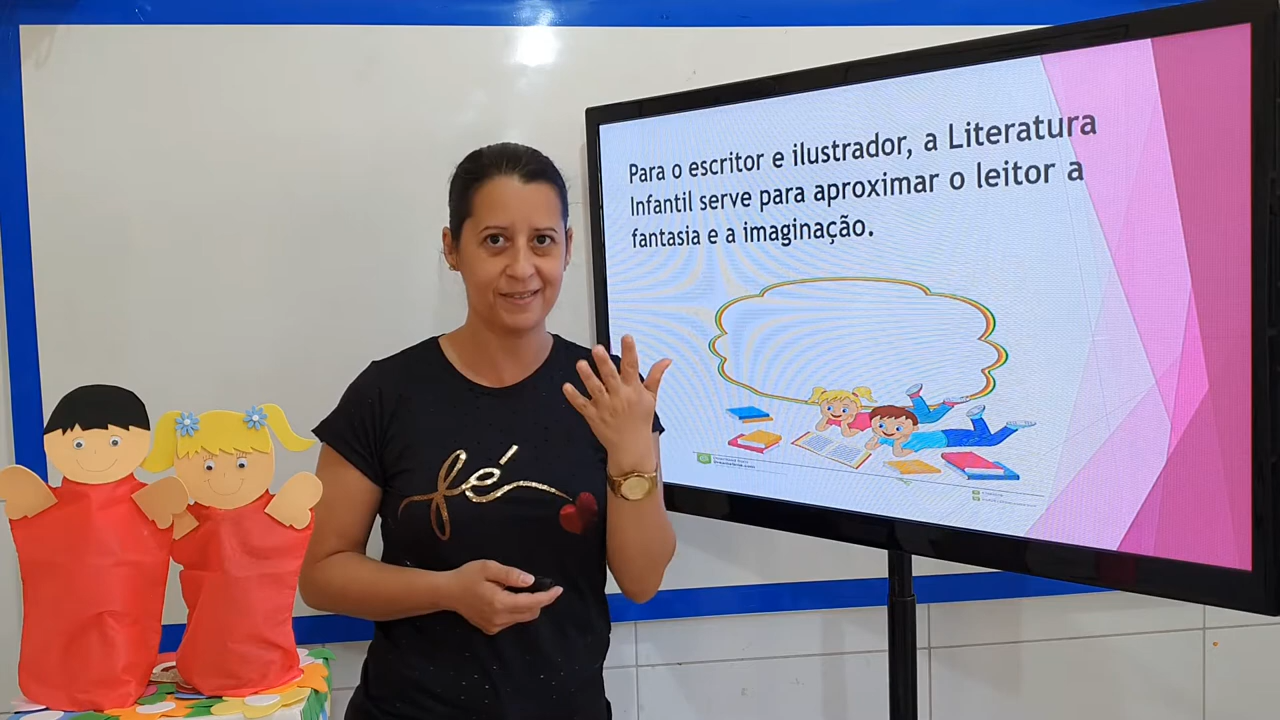 Para o escritor e ilustrador, a Literatura
Infantil serve para aproximar o leitor a
fantasia e a imaginação.
fé